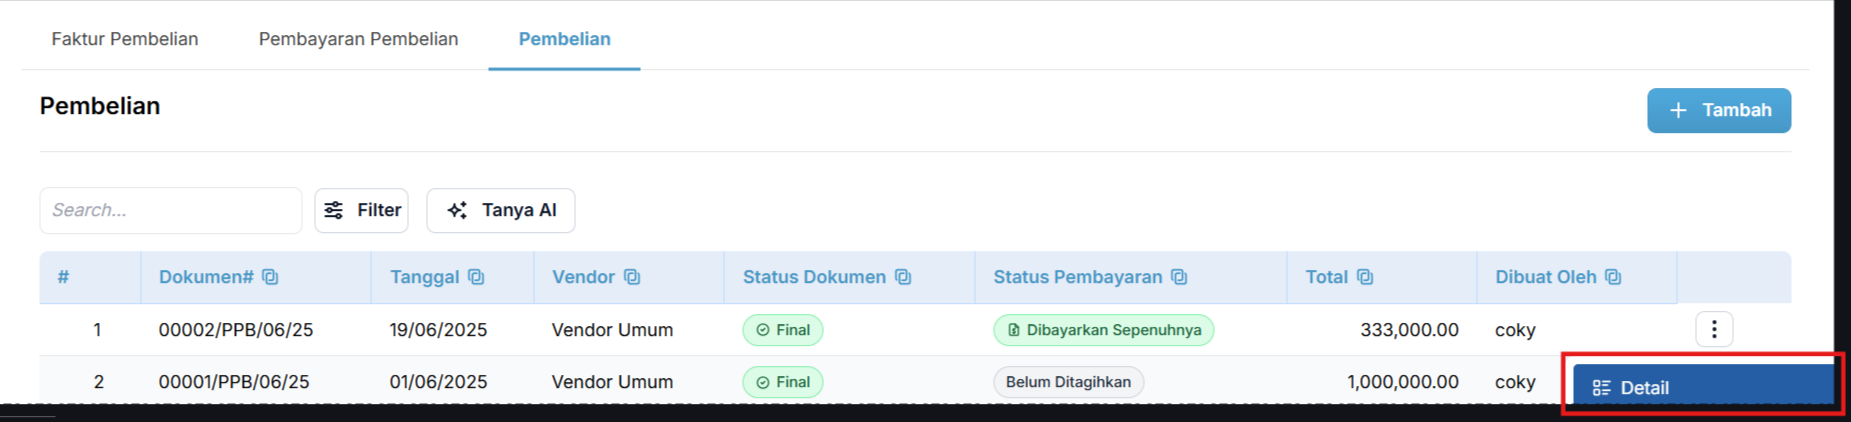 Faktur Pembelian Pembayaran Pembelian Pembelian
Pembelian
+ Tambah
Search... Filter Tanya AI
# Dokumen# Tanggal Vendor Status Dokumen Status Pembayaran Total Dibuat Oleh
1 00002/PPB/06/25 19/06/2025 Vendor Umum Final Dibayarkan Sepenuhnya 333,000.00 coky
2 00001/PPB/06/25 01/06/2025 Vendor Umum Final Belum Ditagihkan 1,000,000.00 coky Detail